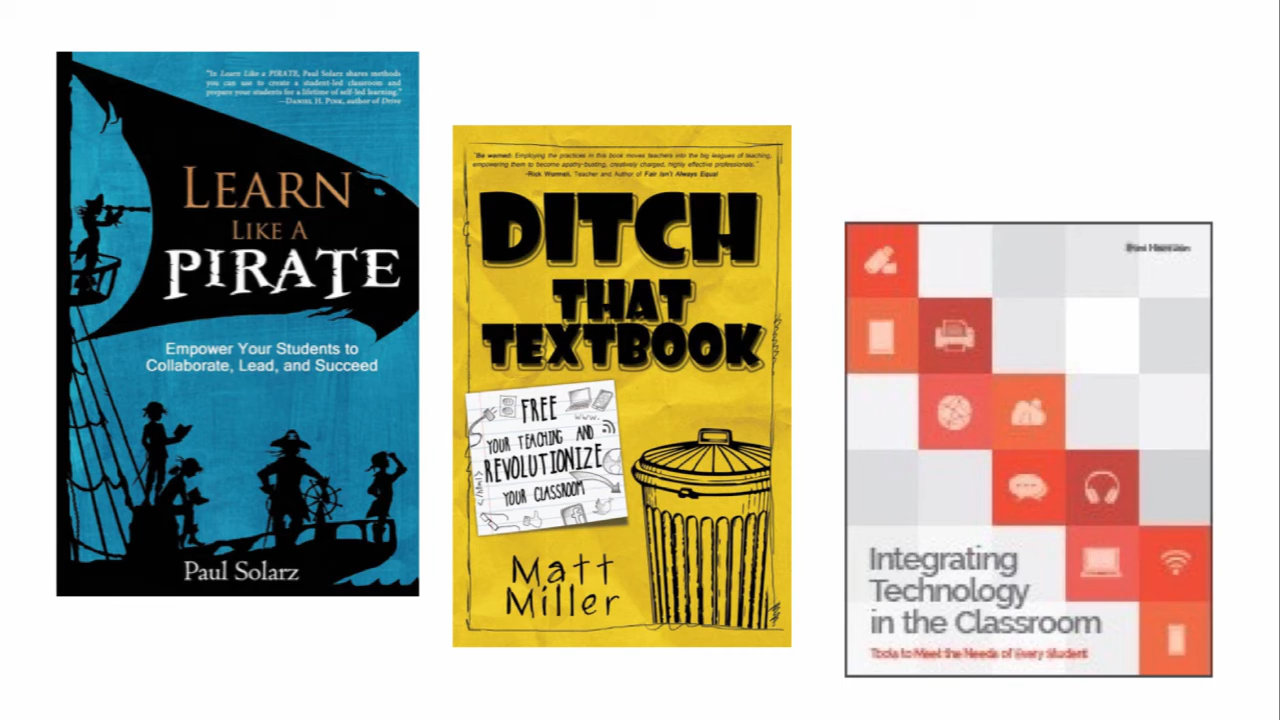 "In Learn Like a PIRATE, Paul Solarz shares methods
you can use to create a student-led classroom and
prepare your students for a lifetime of self-led learning."
—DANIEL H. PINK, author of Drive
LEARN
LIKE A
PIRATE
Empower Your Students to
Collaborate, Lead, and Succeed
Paul Solarz
"Be warned: Employing the practices in this book moves teachers into the big leagues of teaching,
empowering them to become apathy-busting, creatively charged, highly effective professionals."
-Rick Wormeli, Teacher and Author of Fair Isn't Always Equal
DITCH
THAT
TEXTBOOK
FREE
www.
YOUR TEACHING AND
REVOLUTIONIZE
YOUR CLASSROOM
</html>
Matt
Miller
Integrating
Technology
in the Classroom
Tools to Meet the Needs of Every Student